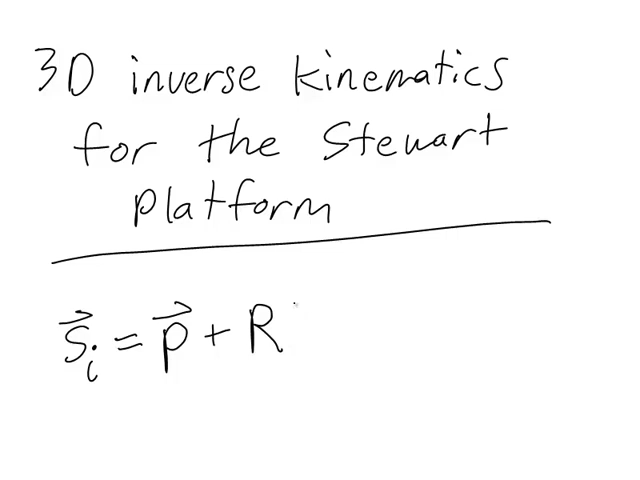 3D inverse kinematics
for the Stewart
platform
s⃗ᵢ = p⃗ + R